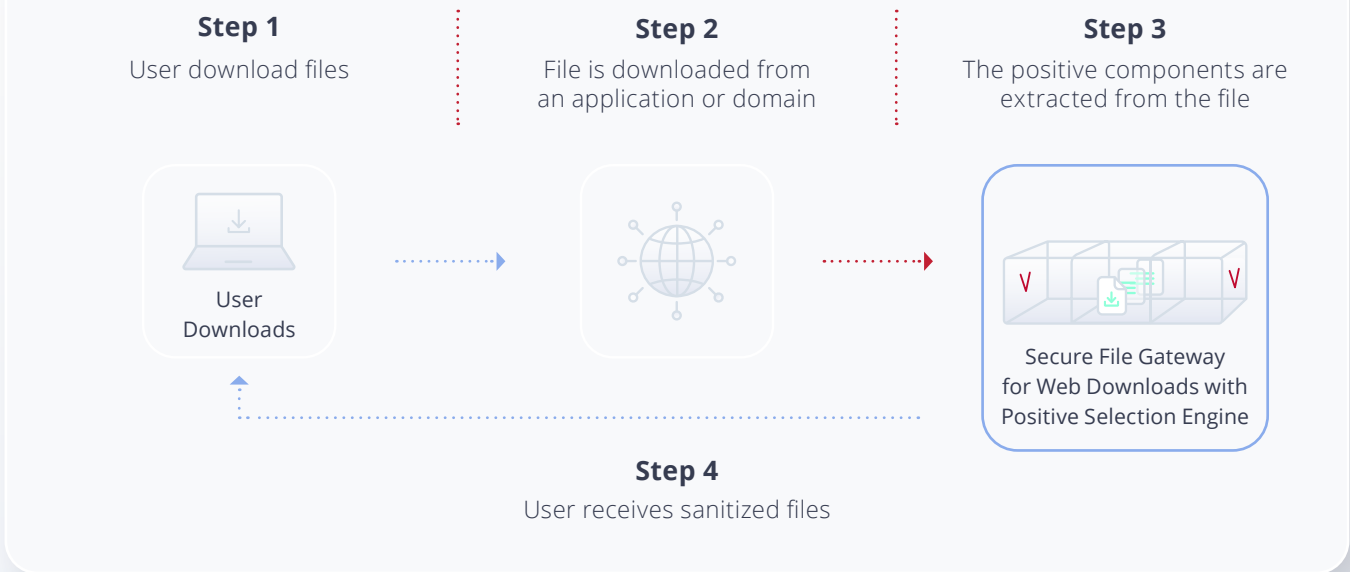 Step 1
User download files
Step 2
File is downloaded from
an application or domain
Step 3
The positive components are
extracted from the file
User
Downloads
Secure File Gateway
for Web Downloads with
Positive Selection Engine
Step 4
User receives sanitized files